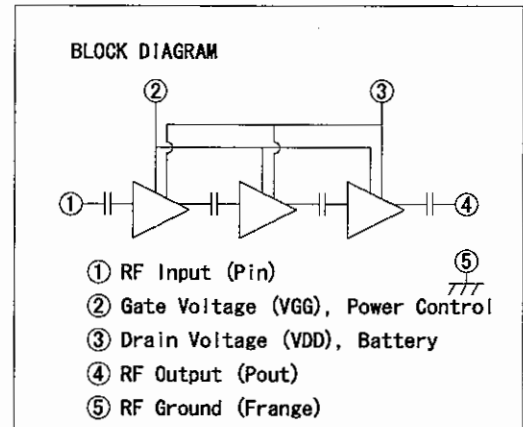 BLOCK DIAGRAM
② ③
① ④
⑤
① RF Input (Pin)
② Gate Voltage (VGG), Power Control
③ Drain Voltage (VDD), Battery
④ RF Output (Pout)
⑤ RF Ground (Frange)